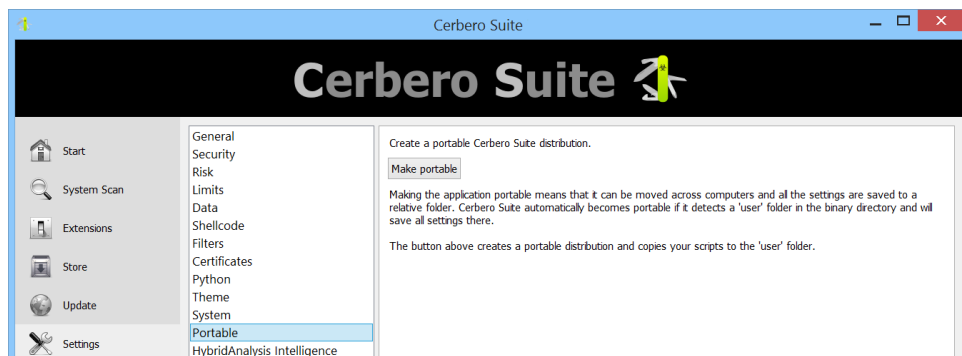 Cerbero Suite
Cerbero Suite
Start
System Scan
Extensions
Store
Update
Settings
General
Security
Risk
Limits
Data
Shellcode
Filters
Certificates
Python
Theme
System
Portable
HybridAnalysis Intelligence
Create a portable Cerbero Suite distribution.
Make portable
Making the application portable means that it can be moved across computers and all the settings are saved to a
relative folder. Cerbero Suite automatically becomes portable if it detects a 'user' folder in the binary directory and will
save all settings there.
The button above creates a portable distribution and copies your scripts to the 'user' folder.